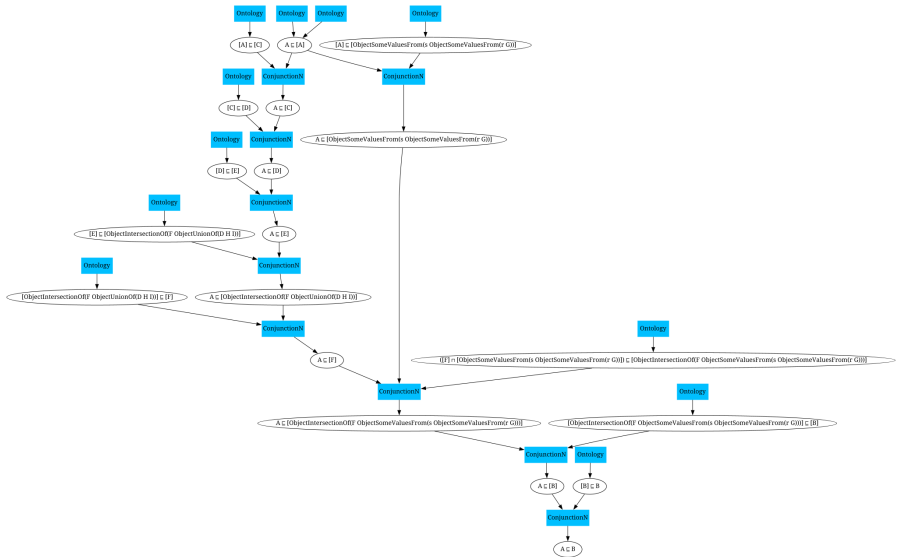 Ontology
Ontology
Ontology
Ontology
[A] ⊑ [C]
A ⊑ [A]
[A] ⊑ [ObjectSomeValuesFrom(s ObjectSomeValuesFrom(r G))]
Ontology
ConjunctionN
ConjunctionN
[C] ⊑ [D]
A ⊑ [C]
Ontology
ConjunctionN
A ⊑ [ObjectSomeValuesFrom(s ObjectSomeValuesFrom(r G))]
[D] ⊑ [E]
A ⊑ [D]
Ontology
ConjunctionN
[E] ⊑ [ObjectIntersectionOf(F ObjectUnionOf(D H I))]
A ⊑ [E]
Ontology
ConjunctionN
[ObjectIntersectionOf(F ObjectUnionOf(D H I))] ⊑ [F]
A ⊑ [ObjectIntersectionOf(F ObjectUnionOf(D H I))]
ConjunctionN
Ontology
A ⊑ [F]
([F] ⊓ [ObjectSomeValuesFrom(s ObjectSomeValuesFrom(r G))]) ⊑ [ObjectIntersectionOf(F ObjectSomeValuesFrom(s ObjectSomeValuesFrom(r G)))]
ConjunctionN
Ontology
A ⊑ [ObjectIntersectionOf(F ObjectSomeValuesFrom(s ObjectSomeValuesFrom(r G)))]
[ObjectIntersectionOf(F ObjectSomeValuesFrom(s ObjectSomeValuesFrom(r G)))] ⊑ [B]
ConjunctionN
Ontology
A ⊑ [B]
[B] ⊑ B
ConjunctionN
A ⊑ B